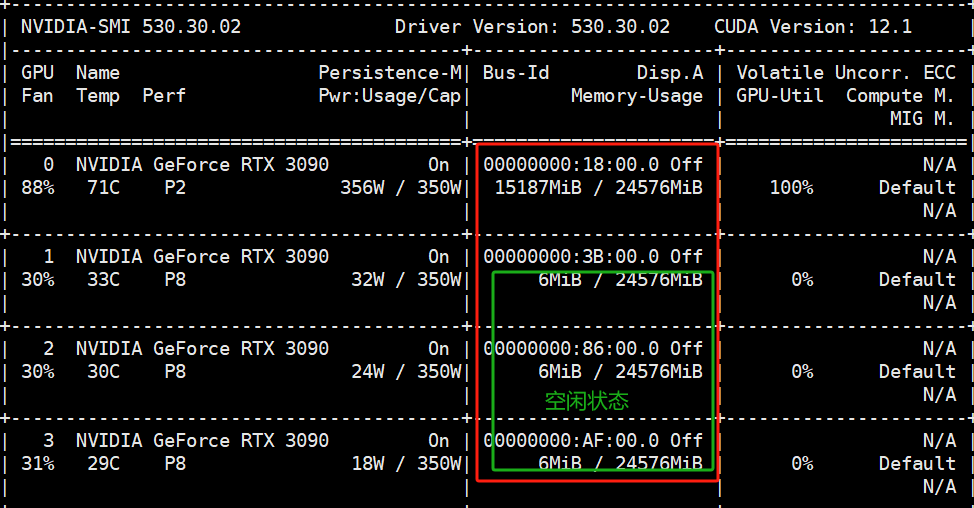 NVIDIA-SMI 530.30.02 Driver Version: 530.30.02 CUDA Version: 12.1
GPU Name Persistence-M| Bus-Id Disp.A | Volatile Uncorr. ECC
Fan Temp Perf Pwr:Usage/Cap| Memory-Usage | GPU-Util Compute M.
MIG M.
0 NVIDIA GeForce RTX 3090 On | 00000000:18:00.0 Off | N/A
88% 71C P2 356W / 350W| 15187MiB / 24576MiB | 100% Default
N/A
1 NVIDIA GeForce RTX 3090 On | 00000000:3B:00.0 Off | N/A
30% 33C P8 32W / 350W| 6MiB / 24576MiB | 0% Default
N/A
2 NVIDIA GeForce RTX 3090 On | 00000000:86:00.0 Off | N/A
30% 30C P8 24W / 350W| 6MiB / 24576MiB | 0% Default
空闲状态 N/A
3 NVIDIA GeForce RTX 3090 On | 00000000:AF:00.0 Off | N/A
31% 29C P8 18W / 350W| 6MiB / 24576MiB | 0% Default
N/A